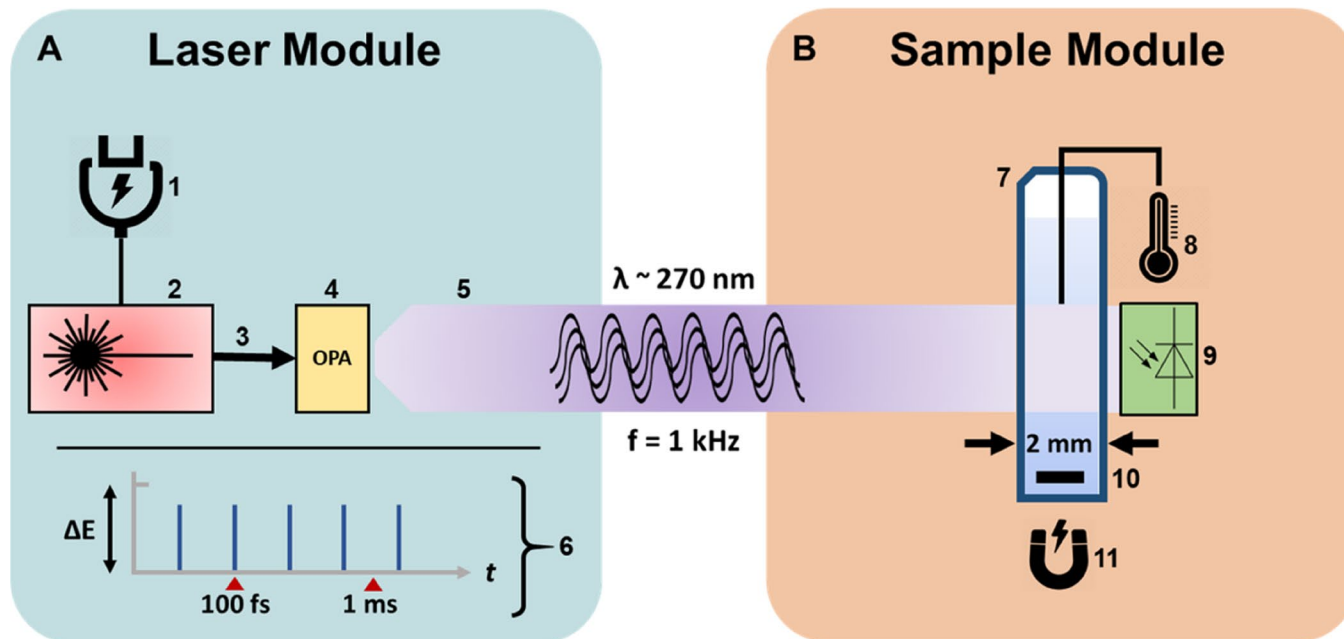 A Laser Module
1
2
3
4
OPA
5
ΔE
t
100 fs
1 ms
6
λ ~ 270 nm
f = 1 kHz
B Sample Module
7
8
9
2 mm
10
11